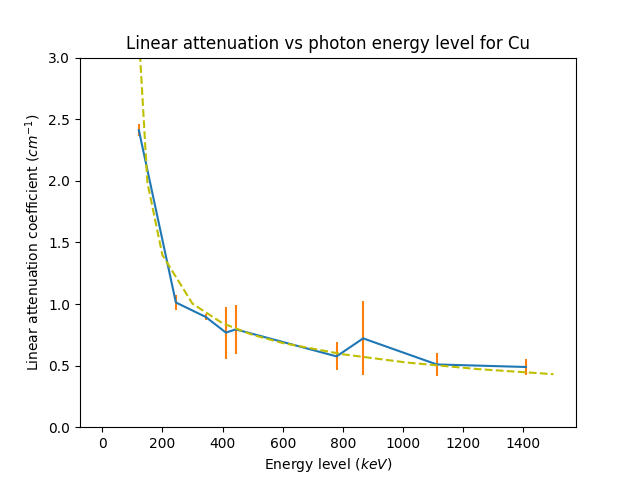 Linear attenuation vs photon energy level for Cu
Linear attenuation coefficient (cm⁻¹)
3.0
2.5
2.0
1.5
1.0
0.5
0.0
0 200 400 600 800 1000 1200 1400
Energy level (keV)